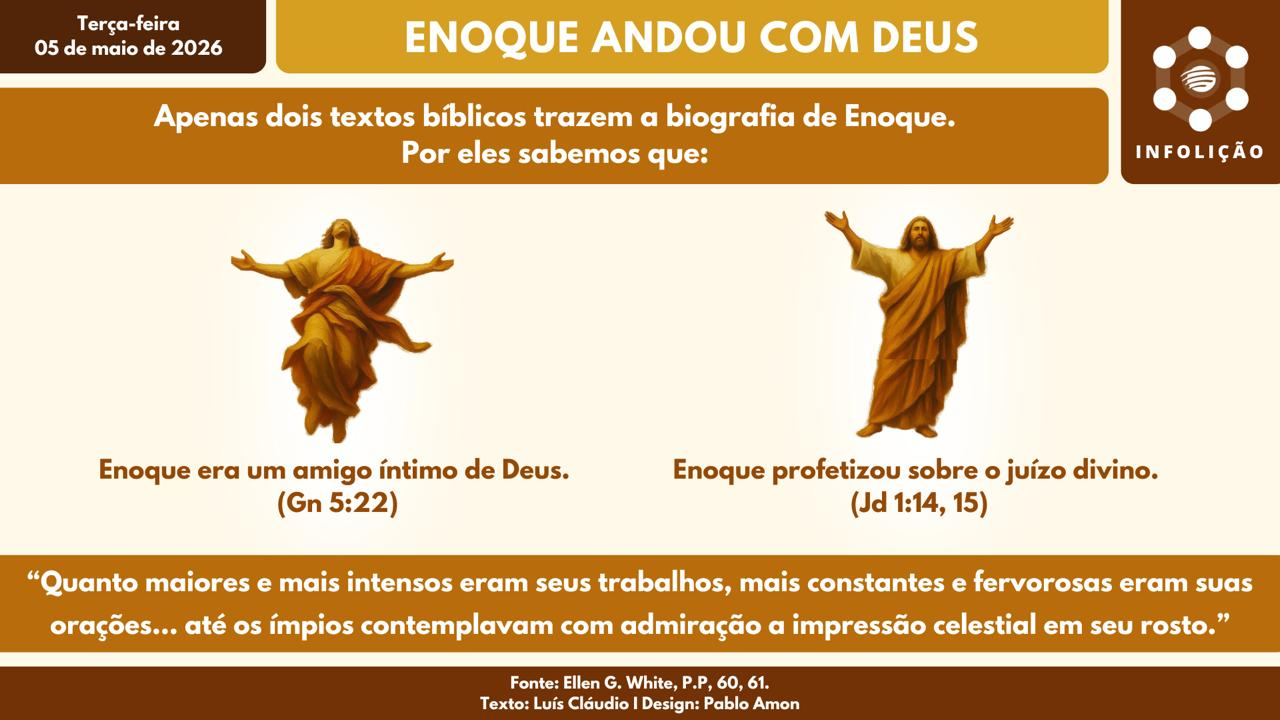 Terça-feira
05 de maio de 2026
ENOQUE ANDOU COM DEUS
INFOLIÇÃO
Apenas dois textos bíblicos trazem a biografia de Enoque.
Por eles sabemos que:
Enoque era um amigo íntimo de Deus.
(Gn 5:22)
Enoque profetizou sobre o juízo divino.
(Jd 1:14, 15)
“Quanto maiores e mais intensos eram seus trabalhos, mais constantes e fervorosas eram suas
orações... até os ímpios contemplavam com admiração a impressão celestial em seu rosto.”
Fonte: Ellen G. White, P.P, 60, 61.
Texto: Luís Cláudio I Design: Pablo Amon